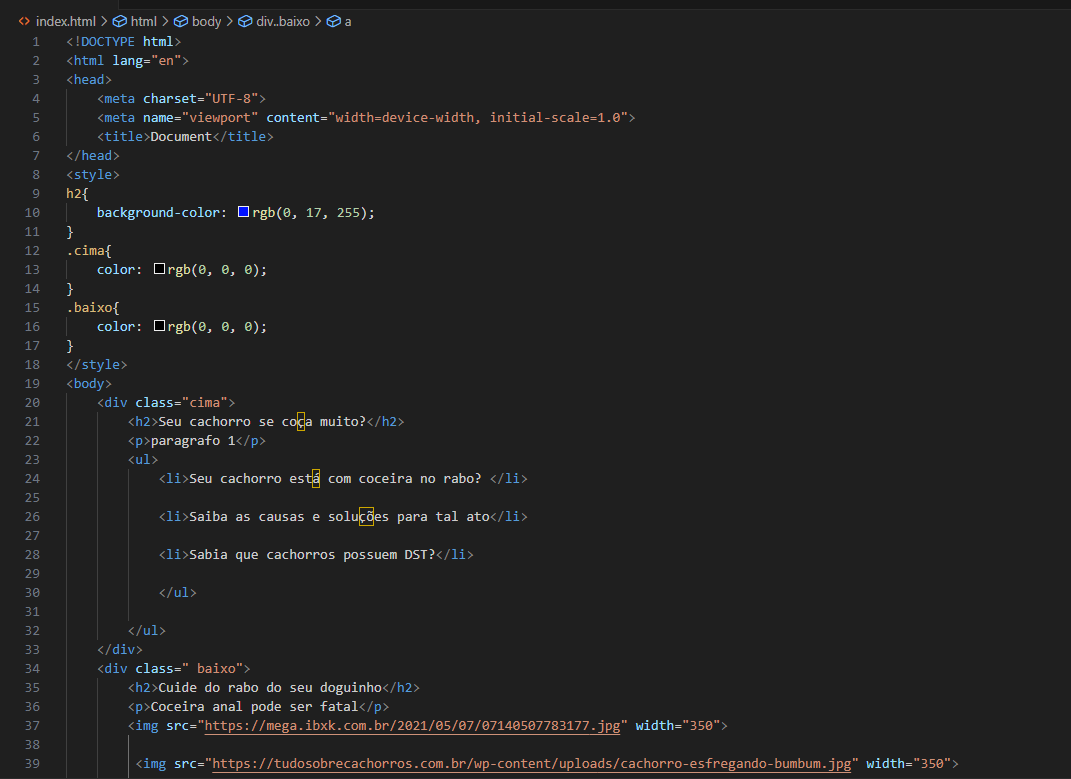 index.html > html > body > div..baixo > a
1 <!DOCTYPE html>
2 <html lang="en">
3 <head>
4 <meta charset="UTF-8">
5 <meta name="viewport" content="width=device-width, initial-scale=1.0">
6 <title>Document</title>
7 </head>
8 <style>
9 h2{
10 background-color: rgb(0, 17, 255);
11 }
12 .cima{
13 color: rgb(0, 0, 0);
14 }
15 .baixo{
16 color: rgb(0, 0, 0);
17 }
18 </style>
19 <body>
20 <div class="cima">
21 <h2>Seu cachorro se coça muito?</h2>
22 <p>paragrafo 1</p>
23 <ul>
24 <li>Seu cachorro está com coceira no rabo? </li>
25
26 <li>Saiba as causas e soluções para tal ato</li>
27
28 <li>Sabia que cachorros possuem DST?</li>
29
30 </ul>
31
32 </ul>
33 </div>
34 <div class=" baixo">
35 <h2>Cuide do rabo do seu doguinho</h2>
36 <p>Coceira anal pode ser fatal</p>
37 <img src="https://mega.ibxk.com.br/2021/05/07/07140507783177.jpg" width="350">
38
39 <img src="https://tudosobrecachorros.com.br/wp-content/uploads/cachorro-esfregando-bumbum.jpg" width="350">